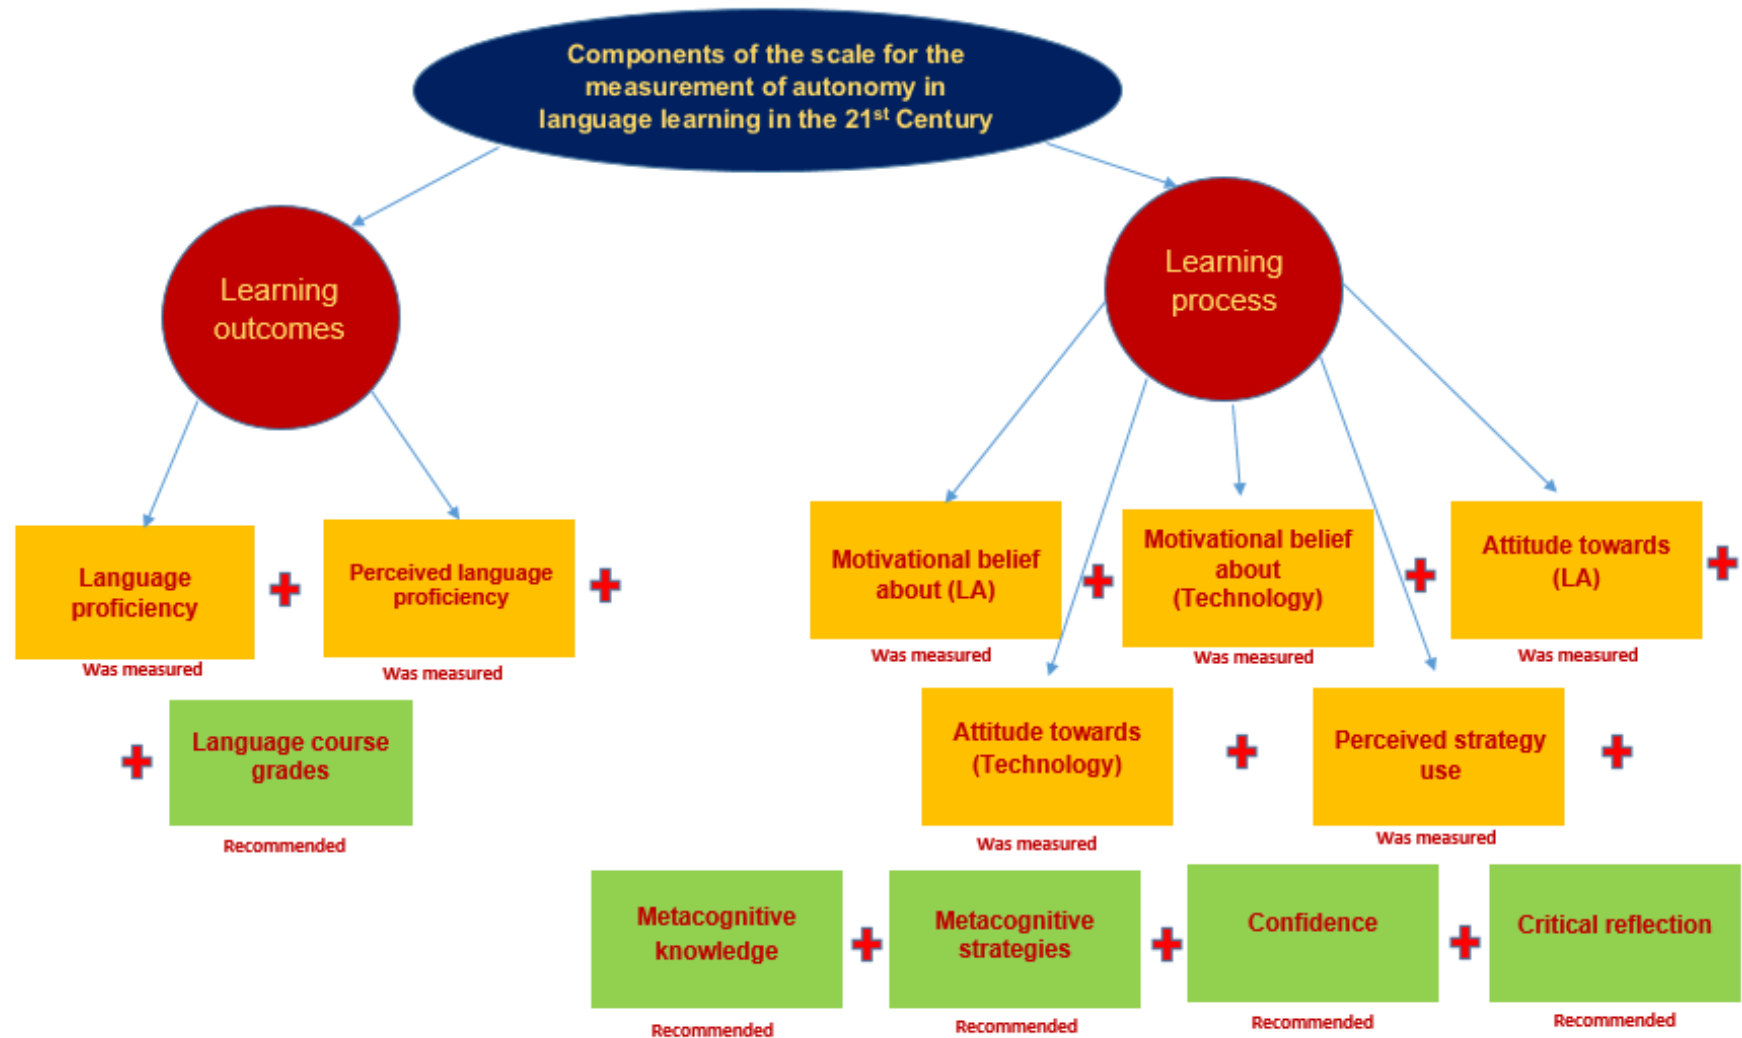 Components of the scale for the
measurement of autonomy in
language learning in the 21st Century
Learning
outcomes
Learning
process
Language
proficiency
Was measured
Perceived language
proficiency
Was measured
Language course
grades
Recommended
Motivational belief
about (LA)
Was measured
Motivational belief
about
(Technology)
Was measured
Attitude towards
(LA)
Was measured
Attitude towards
(Technology)
Was measured
Perceived strategy
use
Was measured
Metacognitive
knowledge
Recommended
Metacognitive
strategies
Recommended
Confidence
Recommended
Critical reflection
Recommended